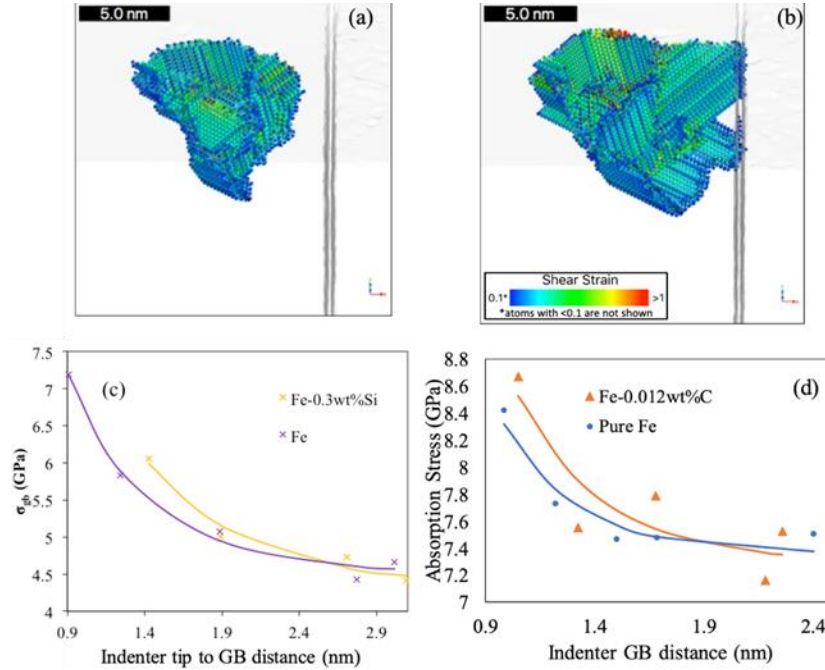 5.0 nm
(a)
5.0 nm
(b)
Shear Strain
0.1* >1
*atoms with <0.1 are not shown
7.5
7
6.5
6
5.5
5
4.5
4
σgb (GPa)
(c)
Fe-0.3wt%Si
Fe
0.9 1.4 1.9 2.4 2.9
Indenter tip to GB distance (nm)
8.8
8.6
8.4
8.2
8
7.8
7.6
7.4
7.2
7
Absorption Stress (GPa)
(d)
Fe-0.012wt%C
Pure Fe
0.9 1.4 1.9 2.4
Indenter GB distance (nm)